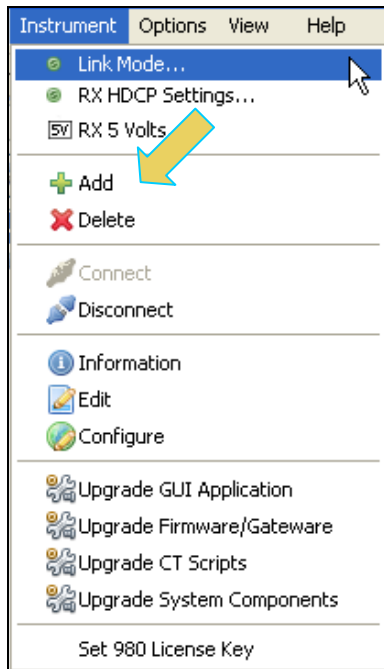 Instrument Options View Help
Link Mode...
RX HDCP Settings...
5V RX 5 Volts
Add
Delete
Connect
Disconnect
Information
Edit
Configure
Upgrade GUI Application
Upgrade Firmware/Gateware
Upgrade CT Scripts
Upgrade System Components
Set 980 License Key